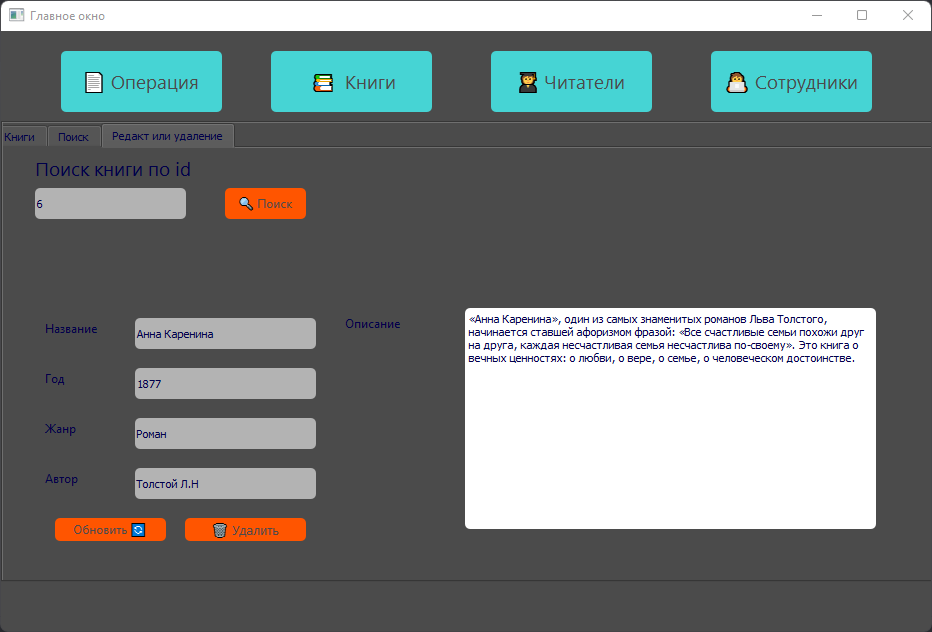 Главное окно
Операция
Книги
Читатели
Сотрудники
Книги
Поиск
Редакт или удаление
Поиск книги по id
6
Поиск
Название
Анна Каренина
Год
1877
Жанр
Роман
Автор
Толстой Л.Н
Обновить
Удалить
Описание
«Анна Каренина», один из самых знаменитых романов Льва Толстого,
начинается ставшей афоризмом фразой: «Все счастливые семьи похожи друг
на друга, каждая несчастливая семья несчастлива по-своему». Это книга о
вечных ценностях: о любви, о вере, о семье, о человеческом достоинстве.